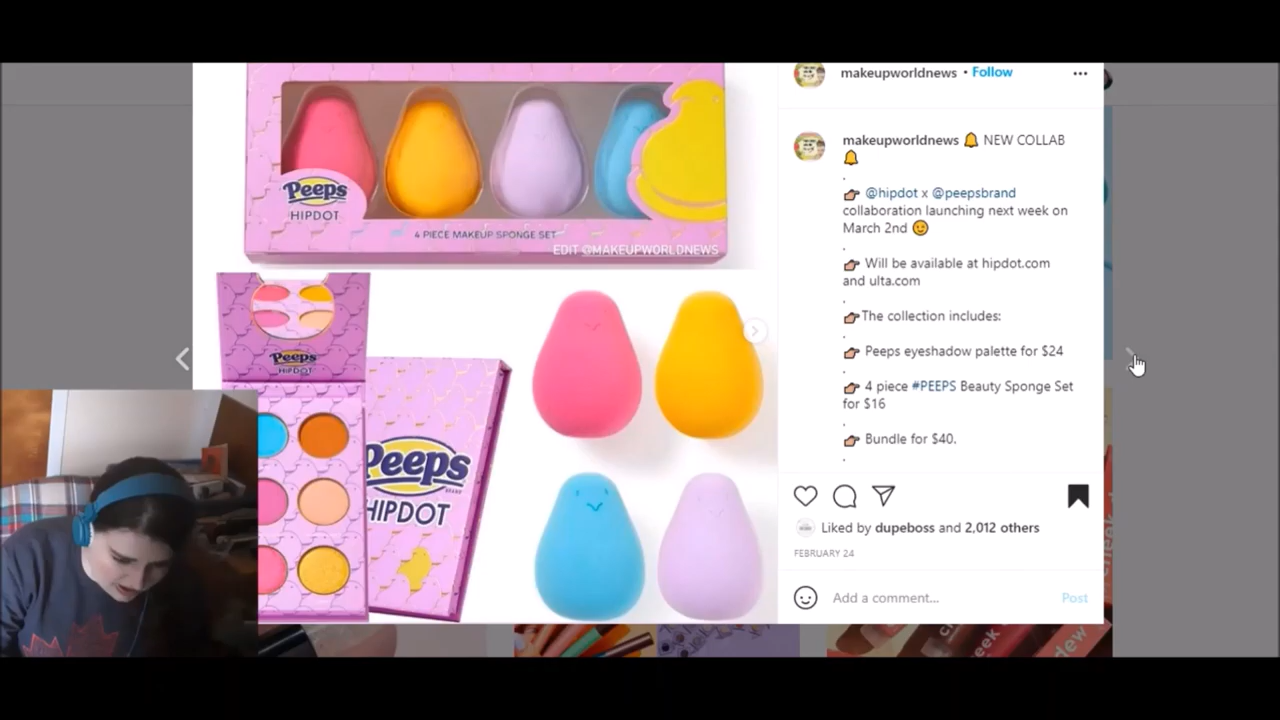 Peeps
HIPDOT
4 PIECE MAKEUP SPONGE SET
EDIT @MAKEUPWORLDNEWS
Peeps
HIPDOT
Peeps
HIPDOT
makeupworldnews • Follow
makeupworldnews 🔔 NEW COLLAB
🔔
.
👉 @hipdot x @peepsbrand
collaboration launching next week on
March 2nd 😉
.
👉 Will be available at hipdot.com
and ulta.com
.
👉The collection includes:
.
👉 Peeps eyeshadow palette for $24
.
👉 4 piece #PEEPS Beauty Sponge Set
for $16
.
👉 Bundle for $40.
.
Liked by dupeboss and 2,012 others
FEBRUARY 24
Add a comment... Post
cheek
dew